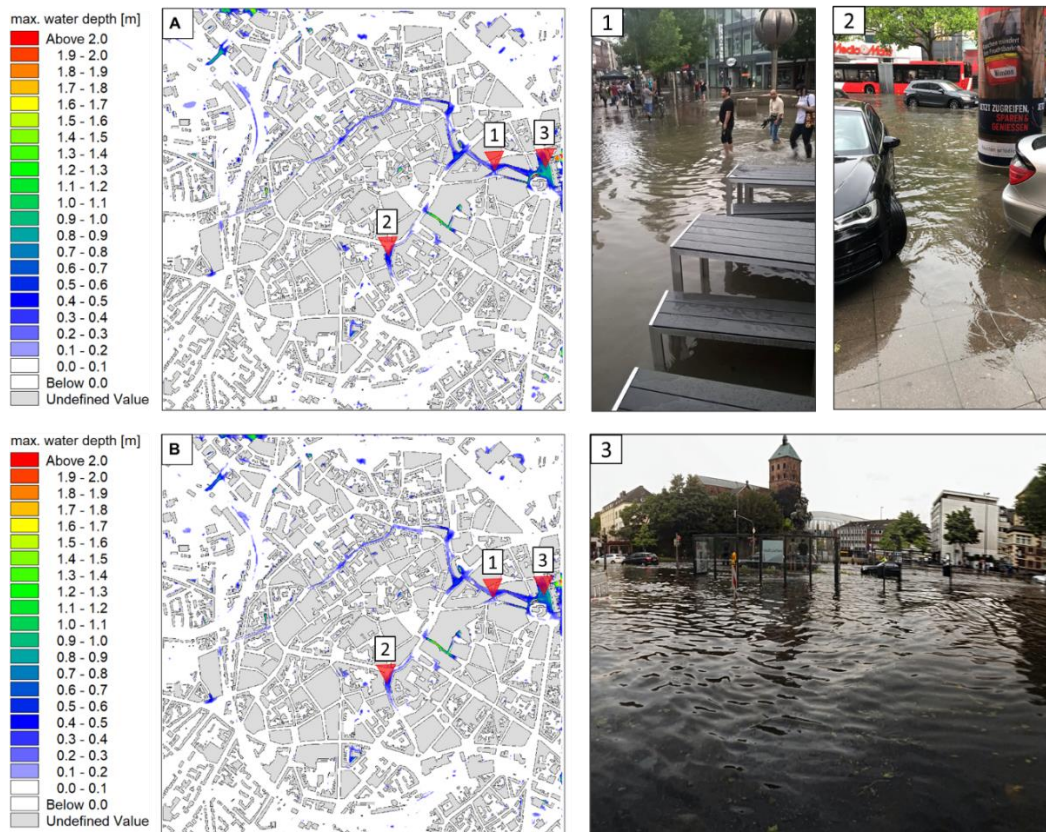 max. water depth [m]
Above 2.0
1.9 - 2.0
1.8 - 1.9
1.7 - 1.8
1.6 - 1.7
1.5 - 1.6
1.4 - 1.5
1.3 - 1.4
1.2 - 1.3
1.1 - 1.2
1.0 - 1.1
0.9 - 1.0
0.8 - 0.9
0.7 - 0.8
0.6 - 0.7
0.5 - 0.6
0.4 - 0.5
0.3 - 0.4
0.2 - 0.3
0.1 - 0.2
0.0 - 0.1
Below 0.0
Undefined Value
A
1
3
2
1
2
Media Markt
JETZT ZUGREIFEN,
SPAREN &
GENIESSEN
max. water depth [m]
Above 2.0
1.9 - 2.0
1.8 - 1.9
1.7 - 1.8
1.6 - 1.7
1.5 - 1.6
1.4 - 1.5
1.3 - 1.4
1.2 - 1.3
1.1 - 1.2
1.0 - 1.1
0.9 - 1.0
0.8 - 0.9
0.7 - 0.8
0.6 - 0.7
0.5 - 0.6
0.4 - 0.5
0.3 - 0.4
0.2 - 0.3
0.1 - 0.2
0.0 - 0.1
Below 0.0
Undefined Value
B
1
3
2
3